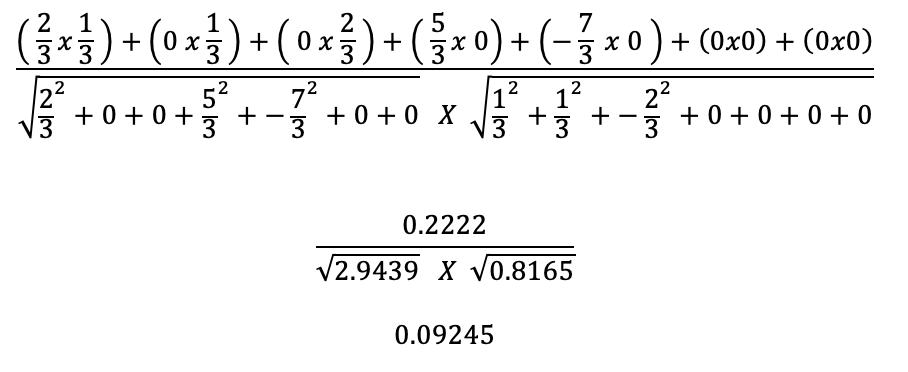 (2/3 x 1/3) + (0 x 1/3) + (0 x 2/3) + (5/3 x 0) + (−7/3 x 0) + (0x0) + (0x0)
√(2/3² + 0 + 0 + 5/3² + −7/3² + 0 + 0) X √(1/3² + 1/3² + −2/3² + 0 + 0 + 0 + 0)
0.2222
√2.9439 X √0.8165
0.09245